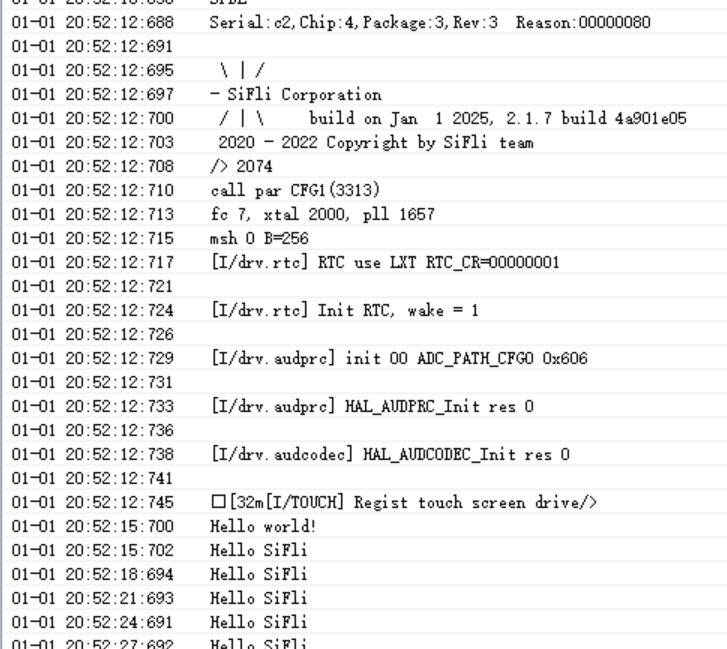 SFBL
01-01 20:52:12:688 Serial:c2,Chip:4,Package:3,Rev:3 Reason:00000080
01-01 20:52:12:691
01-01 20:52:12:695 \ | /
01-01 20:52:12:697 - SiFli Corporation
01-01 20:52:12:700 / | \ build on Jan 1 2025, 2.1.7 build 4a901e05
01-01 20:52:12:703 2020 - 2022 Copyright by SiFli team
01-01 20:52:12:708 /> 2074
01-01 20:52:12:710 call par CFG1(3313)
01-01 20:52:12:713 fc 7, xtal 2000, pll 1657
01-01 20:52:12:715 msh 0 B=256
01-01 20:52:12:717 [I/drv.rtc] RTC use LXT RTC_CR=00000001
01-01 20:52:12:721
01-01 20:52:12:724 [I/drv.rtc] Init RTC, wake = 1
01-01 20:52:12:726
01-01 20:52:12:729 [I/drv.audprc] init 00 ADC_PATH_CFG0 0x606
01-01 20:52:12:731
01-01 20:52:12:733 [I/drv.audprc] HAL_AUDPRC_Init res 0
01-01 20:52:12:736
01-01 20:52:12:738 [I/drv.audcodec] HAL_AUDCODEC_Init res 0
01-01 20:52:12:741
01-01 20:52:12:745 □[32m[I/TOUCH] Regist touch screen drive/>
01-01 20:52:15:700 Hello world!
01-01 20:52:15:702 Hello SiFli
01-01 20:52:18:694 Hello SiFli
01-01 20:52:21:693 Hello SiFli
01-01 20:52:24:691 Hello SiFli
01-01 20:52:27:692 Hello SiFli